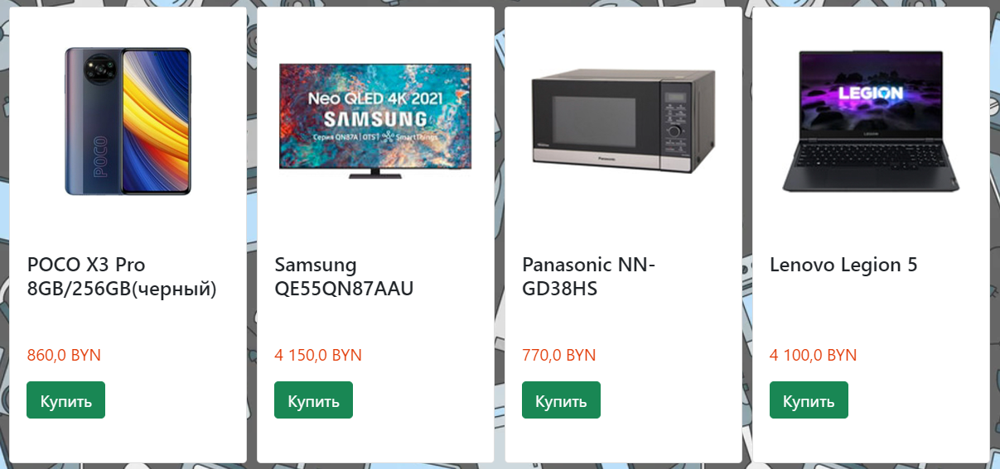 POCO
Neo QLED 4K 2021
SAMSUNG
Серия QN87A | OTS | SmartThings
Panasonic
LEGION
POCO X3 Pro
8GB/256GB(черный)
860,0 BYN
Купить
Samsung
QE55QN87AAU
4 150,0 BYN
Купить
Panasonic NN-
GD38HS
770,0 BYN
Купить
Lenovo Legion 5
4 100,0 BYN
Купить